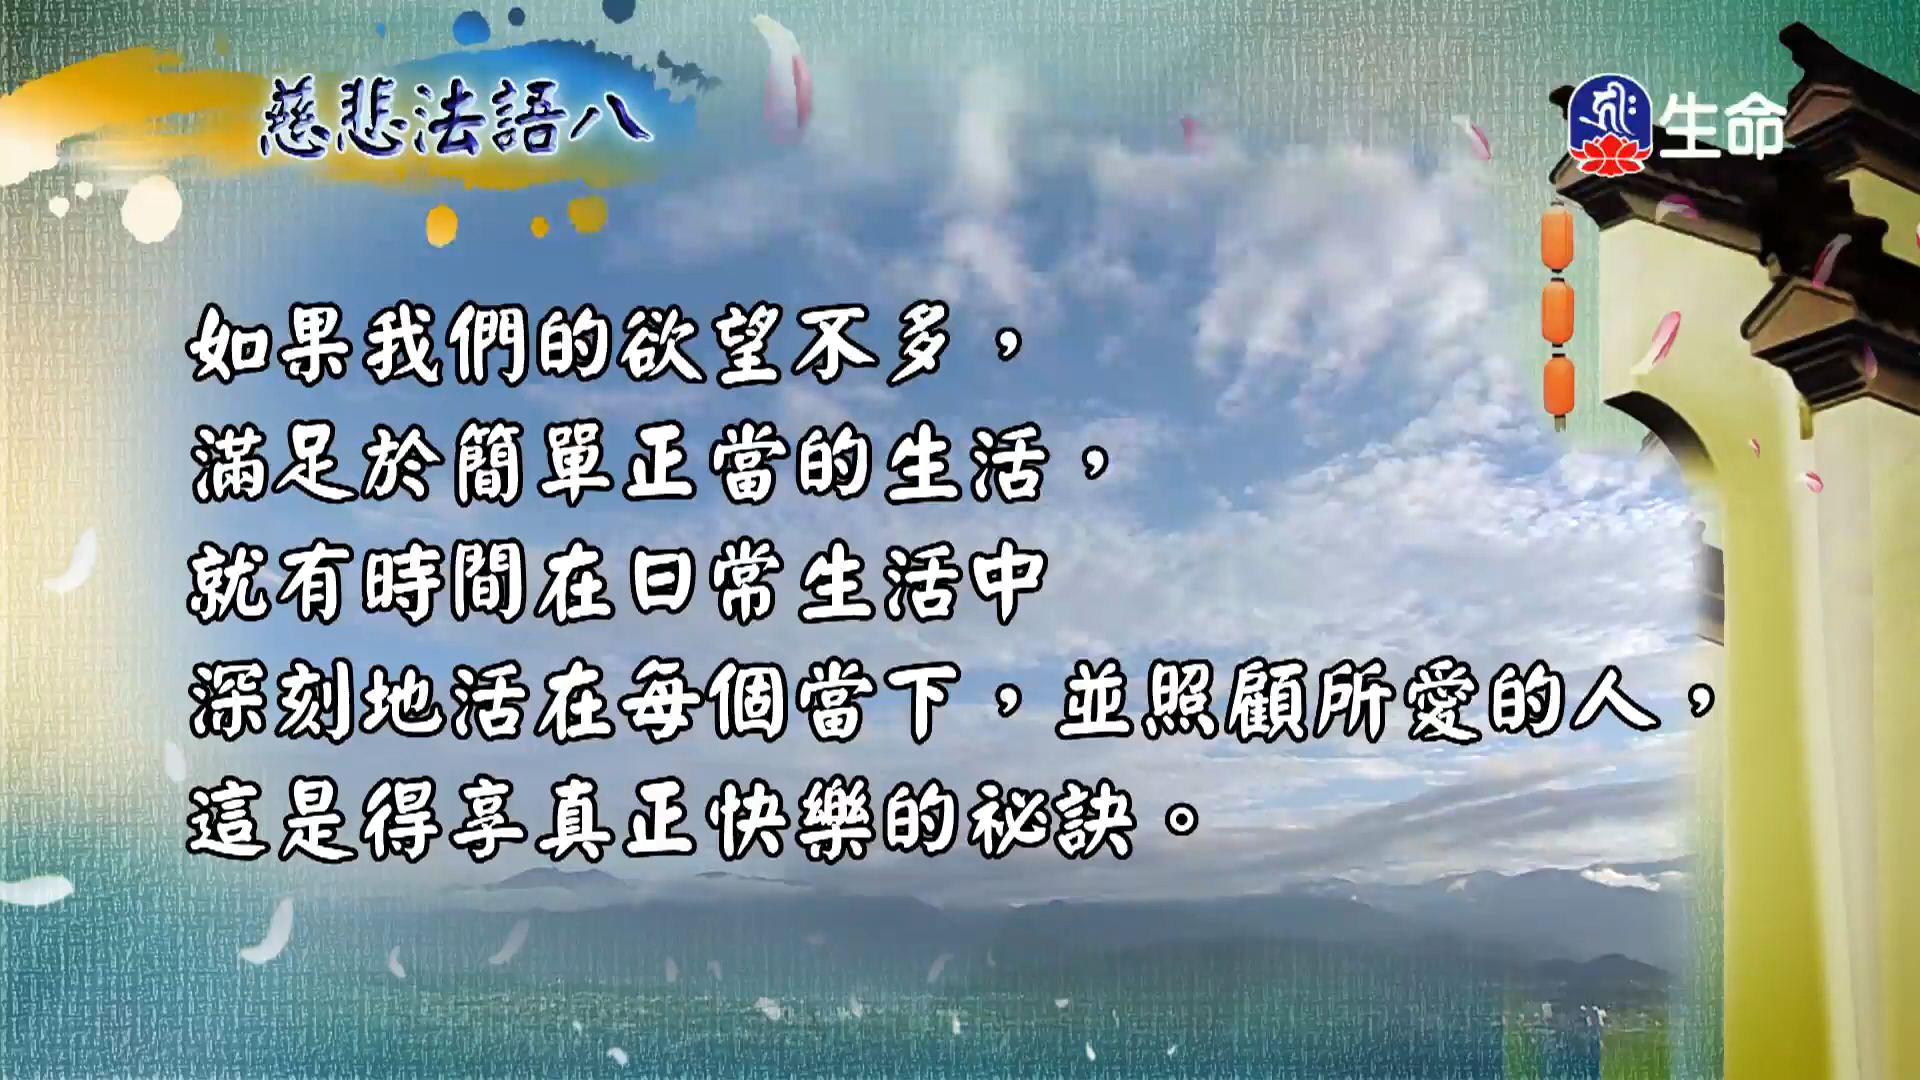 慈悲法語八
生命
如果我們的欲望不多，
滿足於簡單正當的生活，
就有時間在日常生活中
深刻地活在每個當下，並照顧所愛的人，
這是得享真正快樂的祕訣。